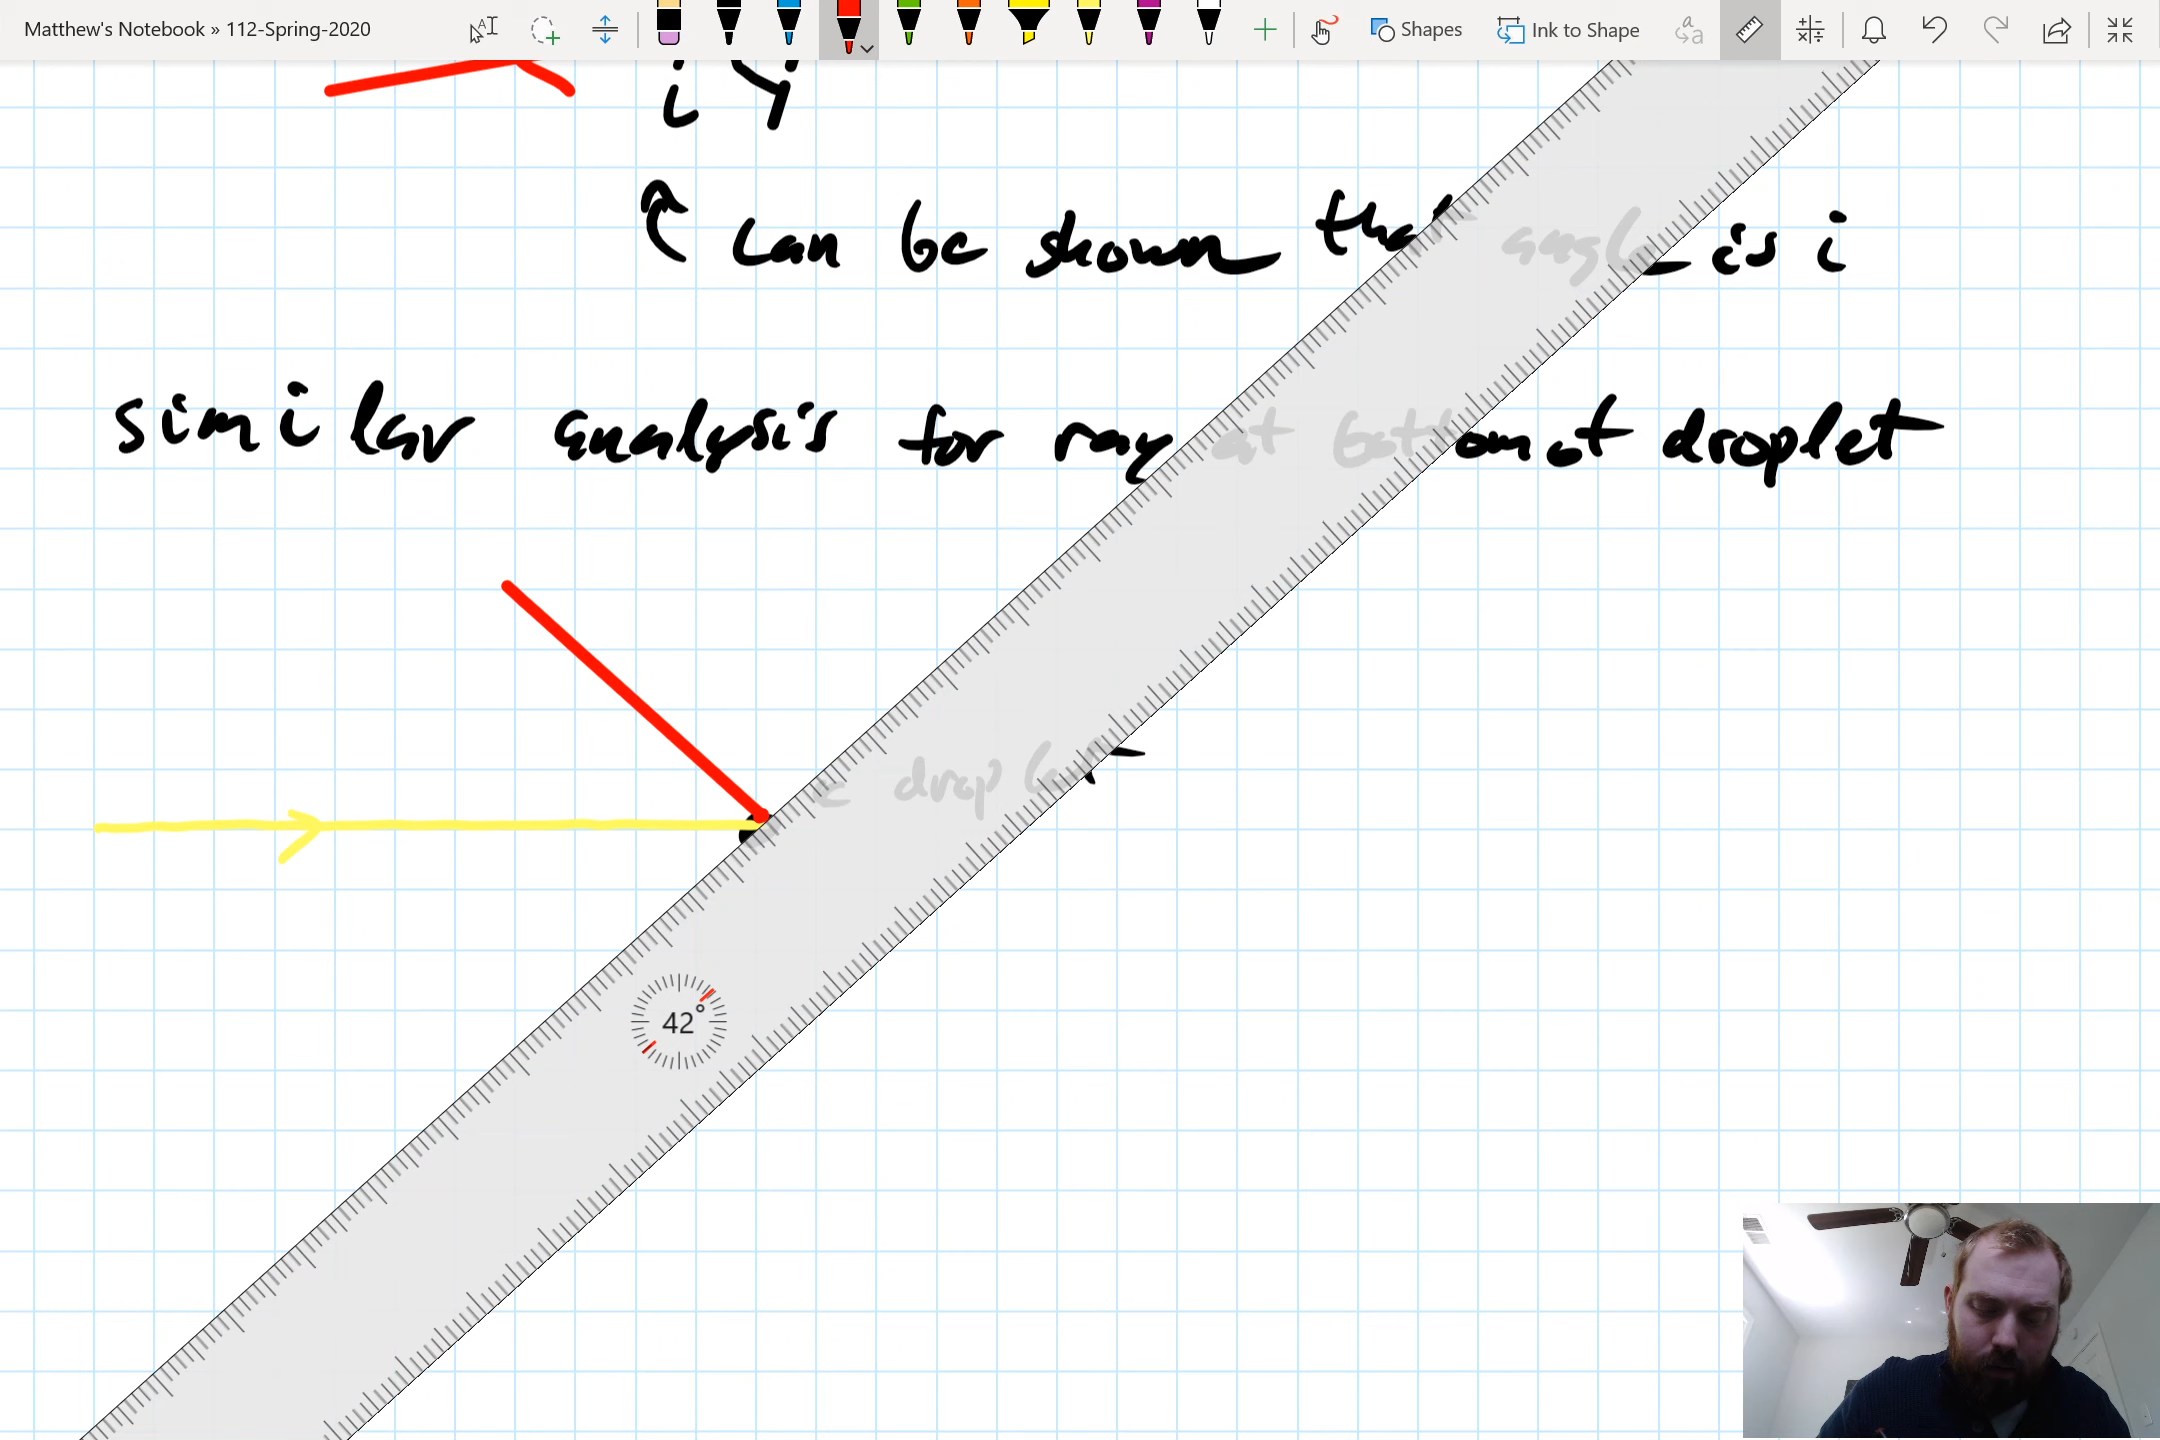 Matthew's Notebook » 112-Spring-2020
Shapes
Ink to Shape
i
↑ can be shown that angle is i
similar analysis for ray at bottom of droplet
droplet
42°